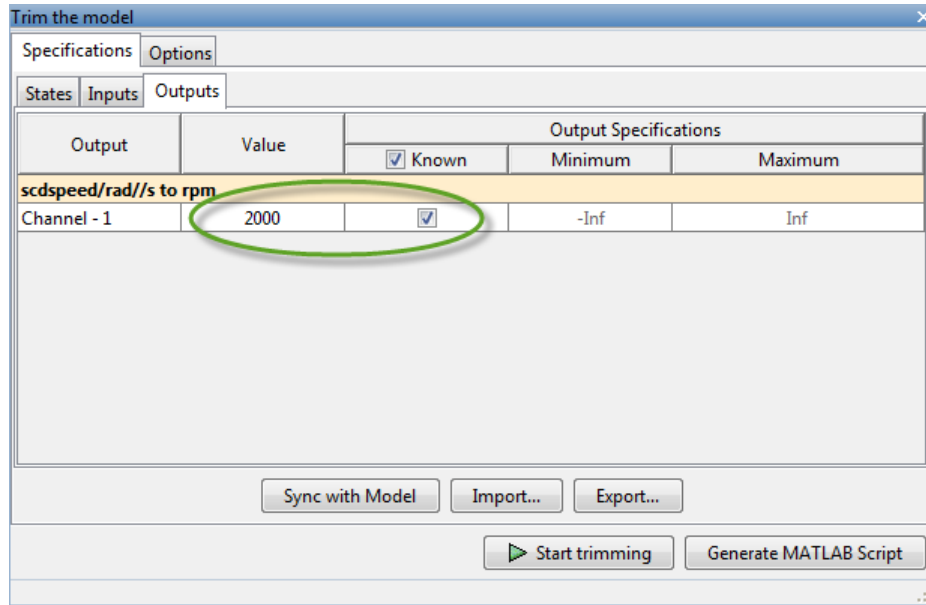 Trim the model
Specifications Options
States Inputs Outputs
Output Value Output Specifications
Known Minimum Maximum
scdspeed/rad//s to rpm
Channel - 1 2000 -Inf Inf
Sync with Model Import... Export...
Start trimming Generate MATLAB Script